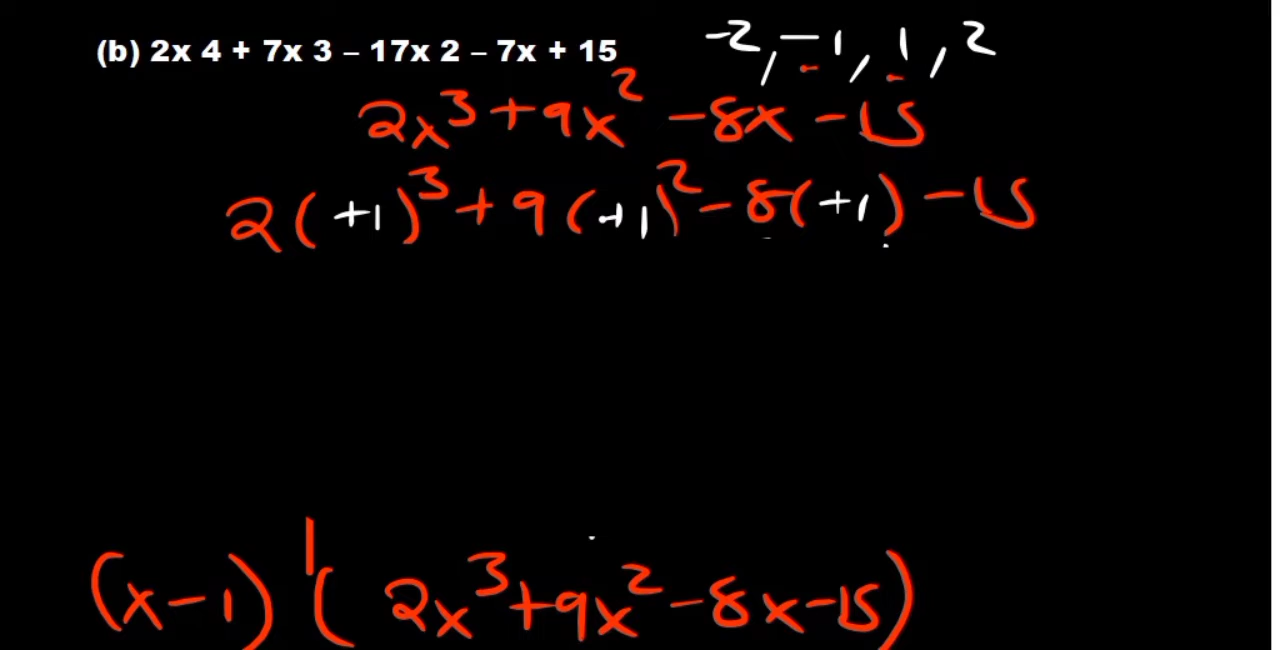 (b) 2x 4 + 7x 3 – 17x 2 – 7x + 15 -2, -1, 1, 2
2x³ + 9x² - 8x - 15
2(+1)³ + 9(+1)² - 8(+1) - 15
(x-1)¹(2x³+9x²-8x-15)